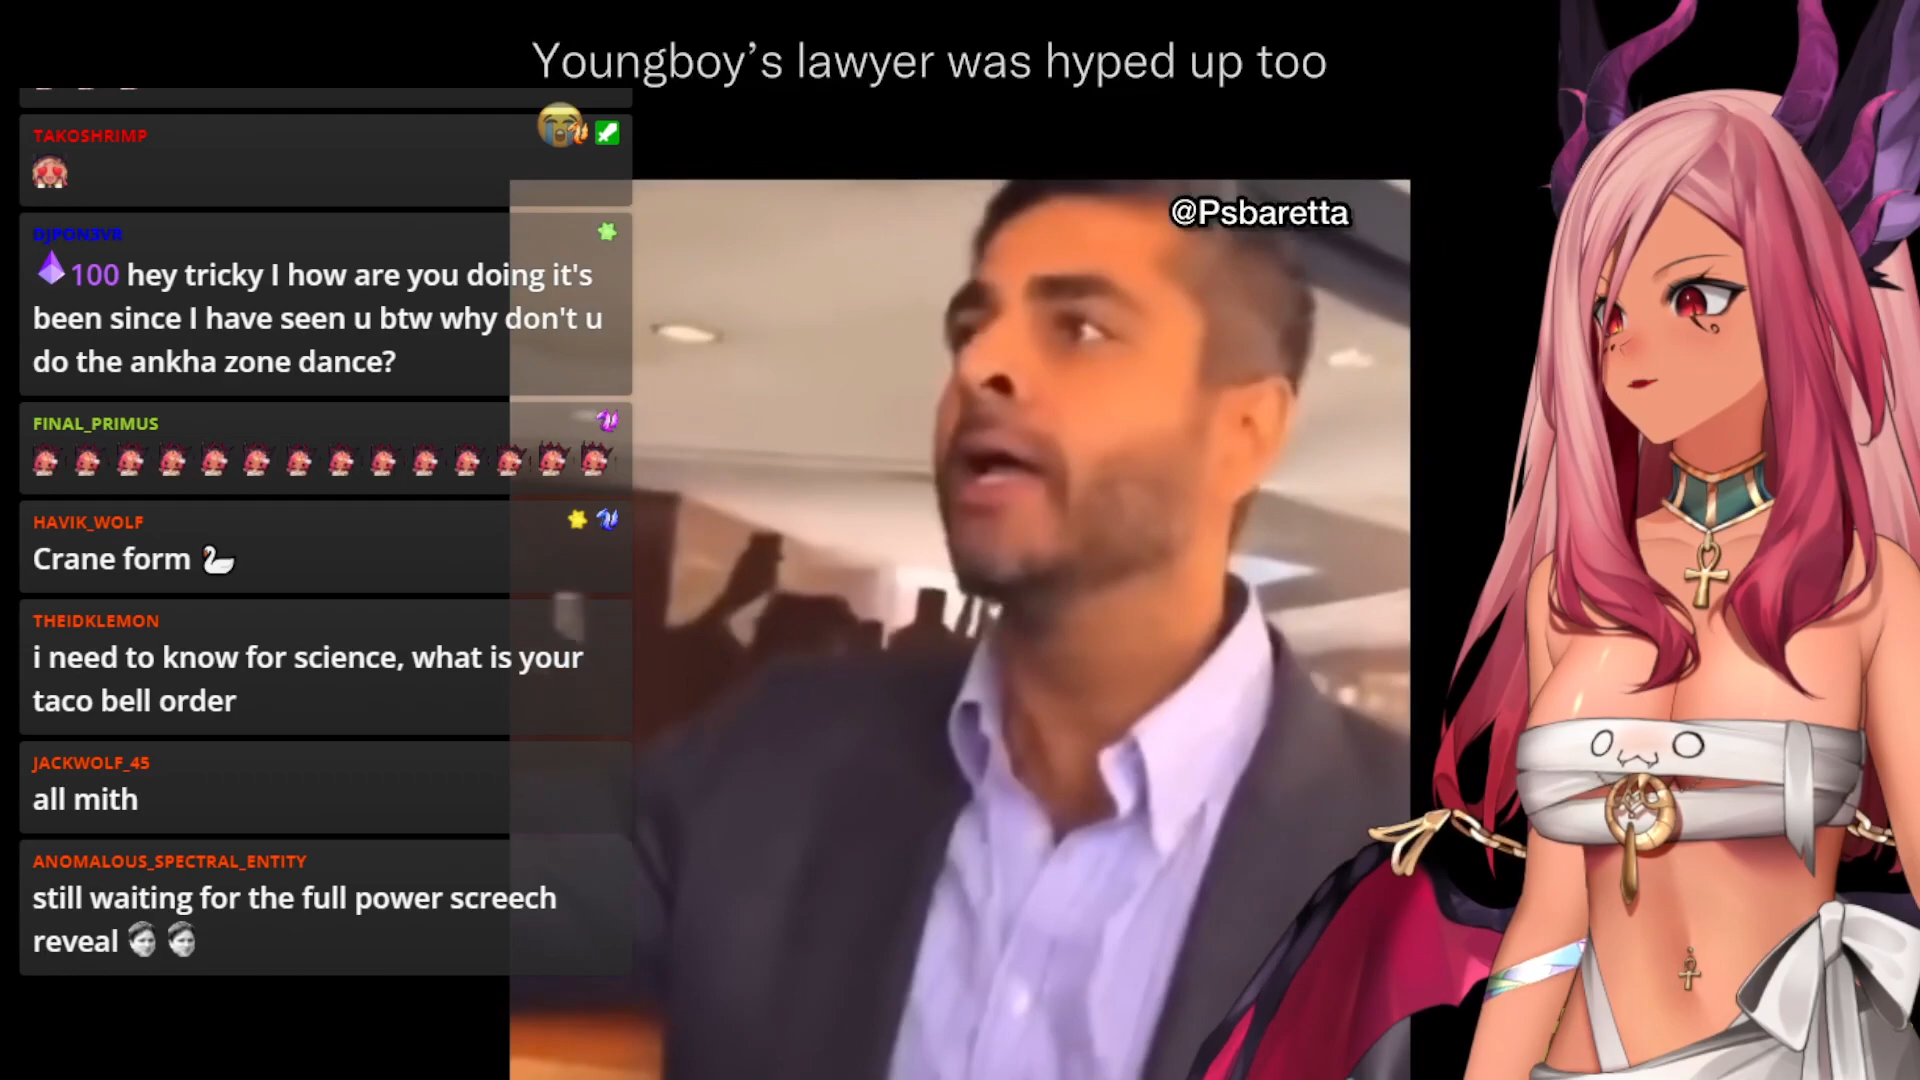 Youngboy’s lawyer was hyped up too
TAKOSHRIMP
DJPON3VR
100 hey tricky I how are you doing it's
been since I have seen u btw why don't u
do the ankha zone dance?
FINAL_PRIMUS
HAVIK_WOLF
Crane form
THEIDKLEMON
i need to know for science, what is your
taco bell order
JACKWOLF_45
all mith
ANOMALOUS_SPECTRAL_ENTITY
still waiting for the full power screech
reveal
@Psbaretta